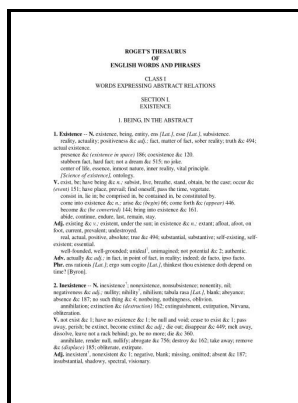 ROGET'S THESAURUS
OF
ENGLISH WORDS AND PHRASES
CLASS I
WORDS EXPRESSING ABSTRACT RELATIONS
SECTION I.
EXISTENCE
1. BEING, IN THE ABSTRACT
1. Existence -- N. existence, being, entity, ens [Lat.], esse [Lat.], subsistence.
reality, actuality; positiveness &c adj.; fact, matter of fact, sober reality; truth &c 494;
actual existence.
presence &c (existence in space) 186; coexistence &c 120.
stubborn fact, hard fact; not a dream &c 515; no joke.
center of life, essence, inmost nature, inner reality, vital principle.
[Science of existence], ontology.
V. exist, be; have being &c n.; subsist, live, breathe, stand, obtain, be the case; occur &c
(event) 151; have place, prevail; find oneself, pass the time, vegetate.
consist in, lie in; be comprised in, be contained in, be constituted by.
come into existence &c n.; arise &c (begin) 66; come forth &c (appear) 446.
become &c (be converted) 144; bring into existence &c 161.
abide, continue, endure, last, remain, stay.
Adj. existing &c v.; existent, under the sun; in existence &c n.; extant; afloat, afoot, on
foot, current, prevalent; undestroyed.
real, actual, positive, absolute; true &c 494; substantial, substantive; self-existing, self-
existent; essential.
well-founded, well-grounded; unideal¹, unimagined; not potential &c 2; authentic.
Adv. actually &c adj.; in fact, in point of fact, in reality; indeed; de facto, ipso facto.
Phr. ens rationis [Lat.]; ergo sum cogito [Lat.], thinkest thou existence doth depend on
time? [Byron].
2. Inexistence -- N. inexistence¹; nonexistence, nonsubsistence; nonentity, nil;
negativeness &c adj.; nullity; nihility¹, nihilism; tabula rasa [Lat.], blank; abeyance;
absence &c 187; no such thing &c 4; nonbeing, nothingness, oblivion.
annihilation; extinction &c (destruction) 162; extinguishment, extirpation, Nirvana,
obliteration.
V. not exist &c 1; have no existence &c 1; be null and void; cease to exist &c 1; pass
away, perish; be extinct, become extinct &c adj.; die out; disappear &c 449; melt away,
dissolve, leave not a rack behind; go, be no more; die &c 360.
annihilate, render null, nullify; abrogate &c 756; destroy &c 162; take away; remove
&c (displace) 185; obliterate, extirpate.
Adj. inexistent¹, nonexistent &c 1; negative, blank; missing, omitted; absent &c 187;
insubstantial, shadowy, spectral, visionary.